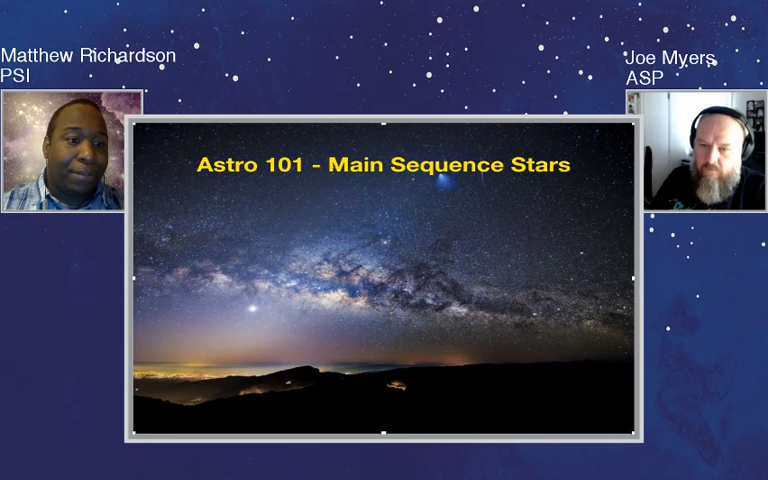 Matthew Richardson
PSI
Joe Myers
ASP
Astro 101 - Main Sequence Stars